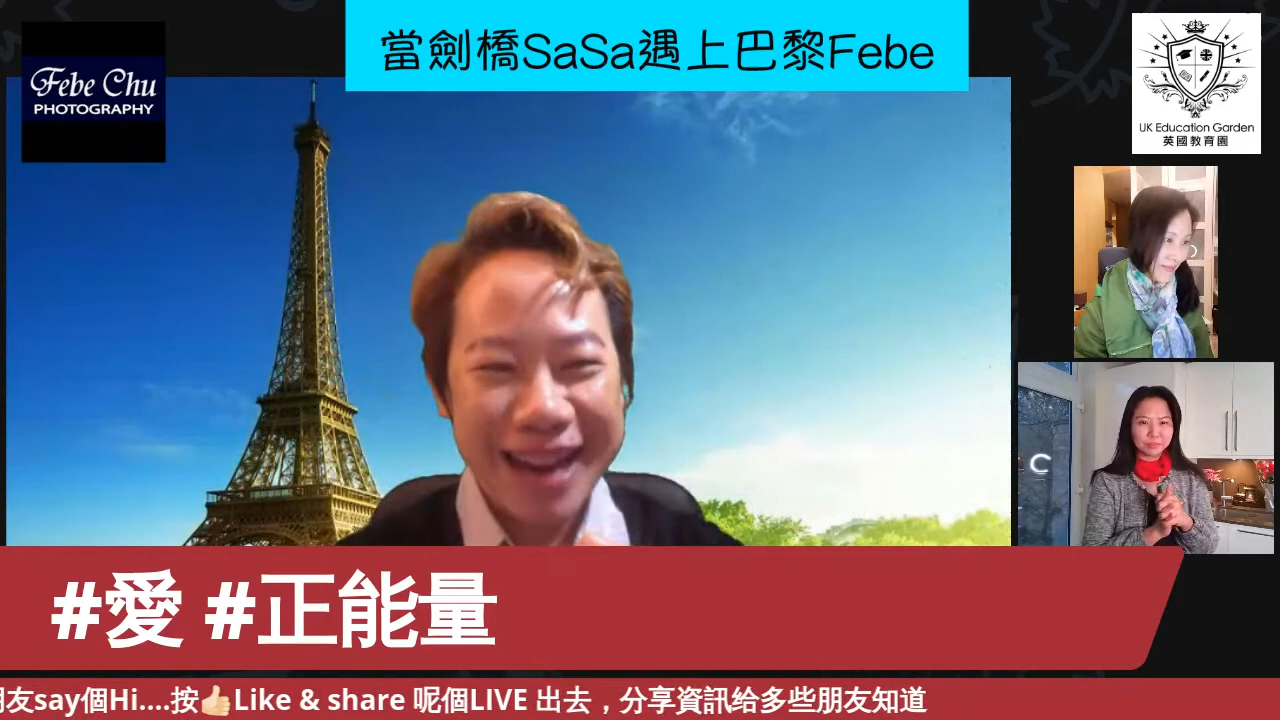 當劍橋SaSa遇上巴黎Febe
Febe Chu
PHOTOGRAPHY
UK Education Garden
英國教育園
#愛 #正能量
朋友say個Hi....按👍🏻Like & share 呢個LIVE 出去，分享資訊给多些朋友知道